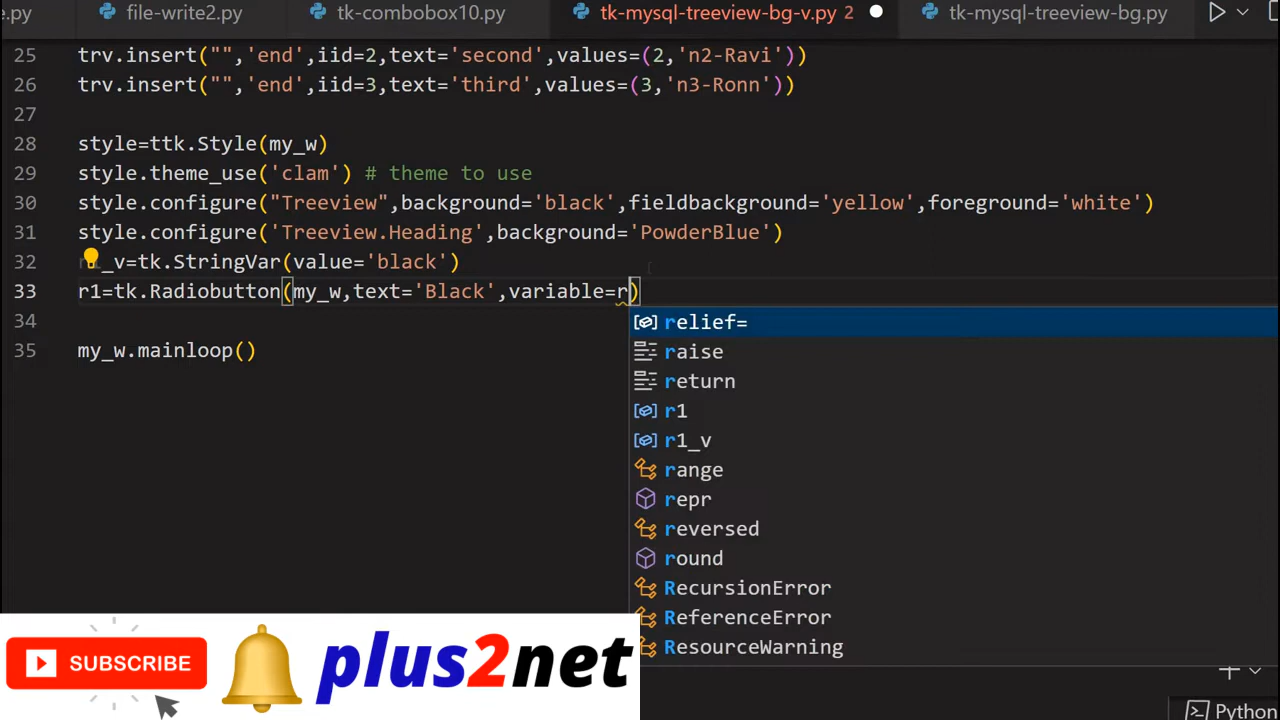 e.py file-write2.py tk-combobox10.py tk-mysql-treeview-bg-v.py 2 tk-mysql-treeview-bg.py
25 trv.insert("",'end',iid=2,text='second',values=(2,'n2-Ravi'))
26 trv.insert("",'end',iid=3,text='third',values=(3,'n3-Ronn'))
27
28 style=ttk.Style(my_w)
29 style.theme_use('clam') # theme to use
30 style.configure("Treeview",background='black',fieldbackground='yellow',foreground='white')
31 style.configure('Treeview.Heading',background='PowderBlue')
32 r1_v=tk.StringVar(value='black')
33 r1=tk.Radiobutton(my_w,text='Black',variable=r)
34
35 my_w.mainloop()
relief=
raise
return
r1
r1_v
range
repr
reversed
round
RecursionError
ReferenceError
ResourceWarning
SUBSCRIBE
plus2net
Python